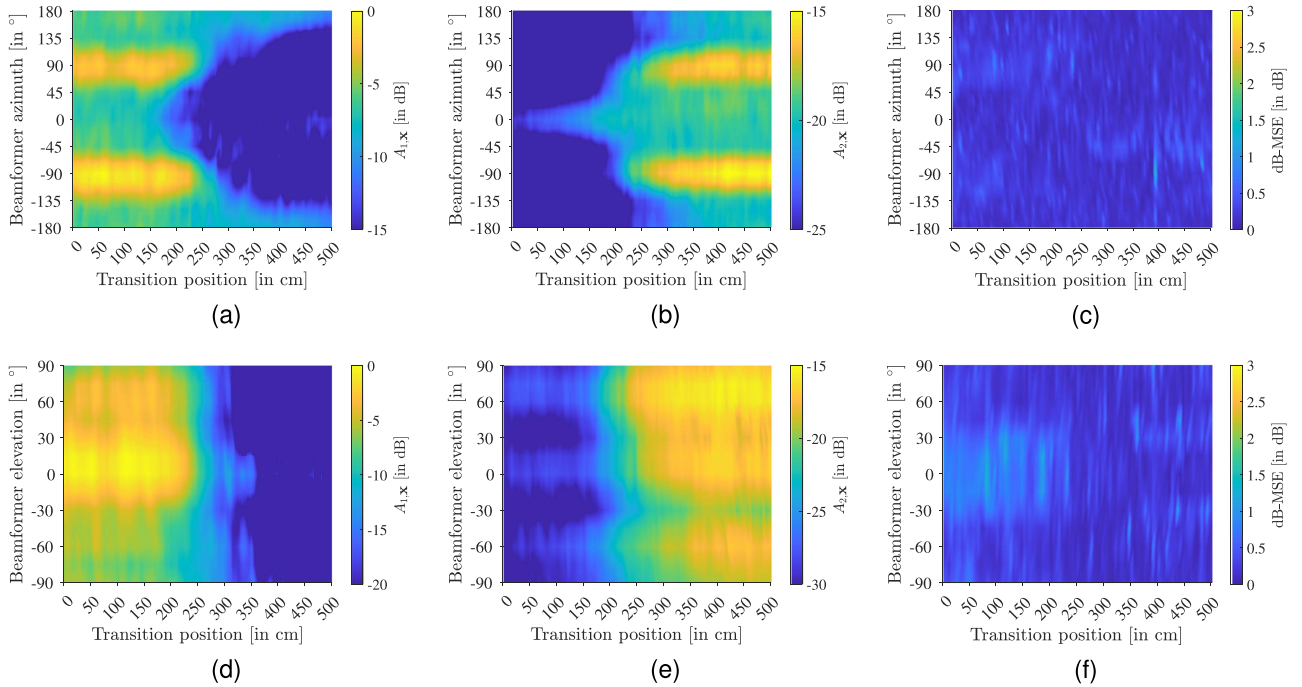 180
135
90
45
0
-45
-90
-135
-180
Beamformer azimuth [in °]
0 50 100 150 200 250 300 350 400 450 500
Transition position [in cm]
0
-5
-10
-15
A1,x [in dB]
(a)
180
135
90
45
0
-45
-90
-135
-180
Beamformer azimuth [in °]
0 50 100 150 200 250 300 350 400 450 500
Transition position [in cm]
-15
-20
-25
A2,x [in dB]
(b)
180
135
90
45
0
-45
-90
-135
-180
Beamformer azimuth [in °]
0 50 100 150 200 250 300 350 400 450 500
Transition position [in cm]
3
2.5
2
1.5
1
0.5
0
dB-MSE [in dB]
(c)
90
60
30
0
-30
-60
-90
Beamformer elevation [in °]
0 50 100 150 200 250 300 350 400 450 500
Transition position [in cm]
0
-5
-10
-15
-20
A1,x [in dB]
(d)
90
60
30
0
-30
-60
-90
Beamformer elevation [in °]
0 50 100 150 200 250 300 350 400 450 500
Transition position [in cm]
-15
-20
-25
-30
A2,x [in dB]
(e)
90
60
30
0
-30
-60
-90
Beamformer elevation [in °]
0 50 100 150 200 250 300 350 400 450 500
Transition position [in cm]
3
2.5
2
1.5
1
0.5
0
dB-MSE [in dB]
(f)